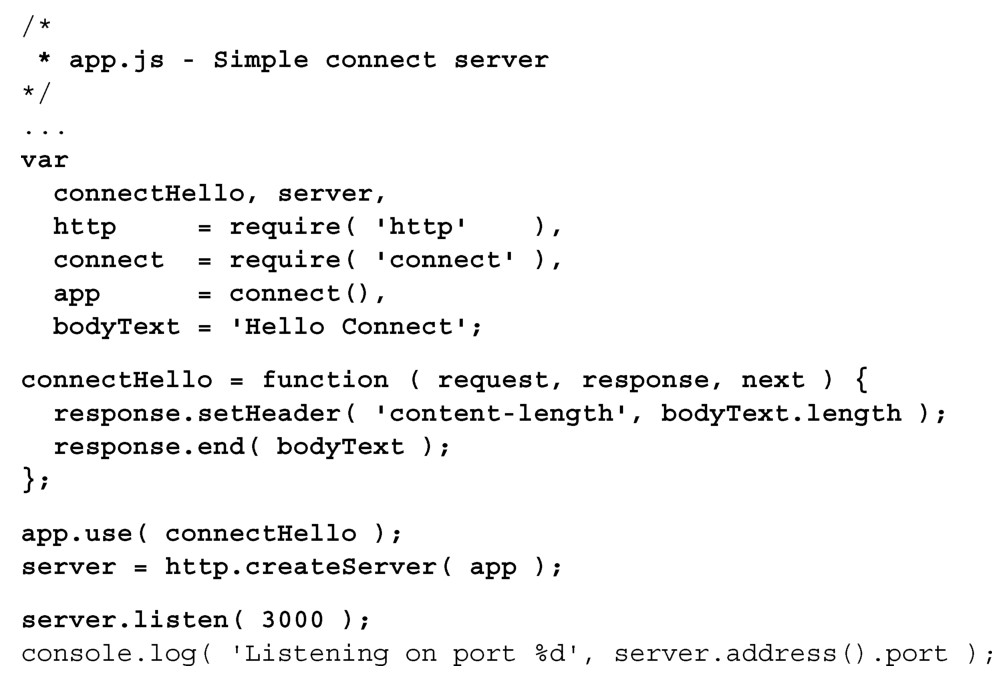 /*
 * app.js - Simple connect server
*/
...
var
  connectHello, server,
  http     = require( 'http'    ),
  connect  = require( 'connect' ),
  app      = connect(),
  bodyText = 'Hello Connect';
connectHello = function ( request, response, next ) {
  response.setHeader( 'content-length', bodyText.length );
  response.end( bodyText );
};
app.use( connectHello );
server = http.createServer( app );
server.listen( 3000 );
console.log( 'Listening on port %d', server.address().port );